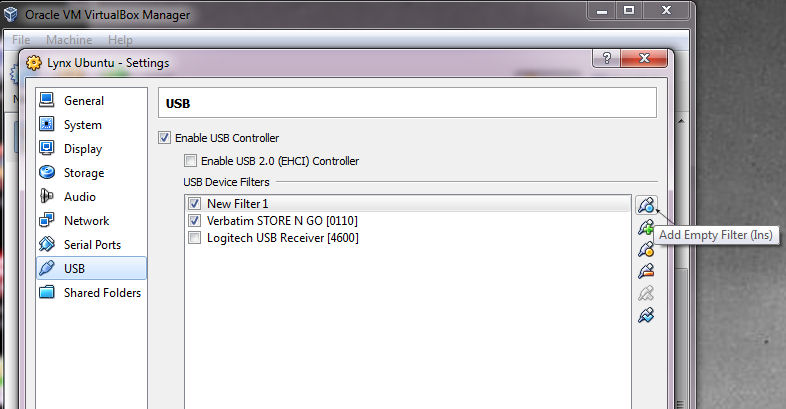 Oracle VM VirtualBox Manager
File Machine Help
Lynx Ubuntu - Settings
?
General
System
Display
Storage
Audio
Network
Serial Ports
USB
Shared Folders
USB
Enable USB Controller
Enable USB 2.0 (EHCI) Controller
USB Device Filters
New Filter 1
Verbatim STORE N GO [0110]
Logitech USB Receiver [4600]
Add Empty Filter (Ins)